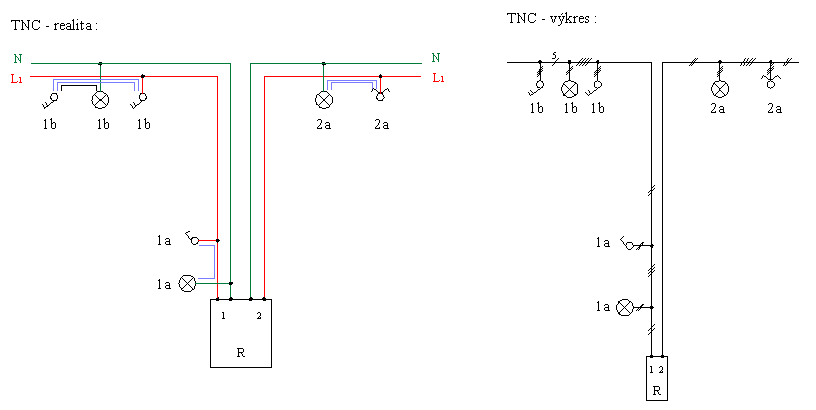 TNC - realita :
N
L1
1b 1b 1b
N
L1
2a 2a
1a
1a
1 2
R
TNC - výkres :
5
1b 1b 1b
2a 2a
1a
1a
1 2
R